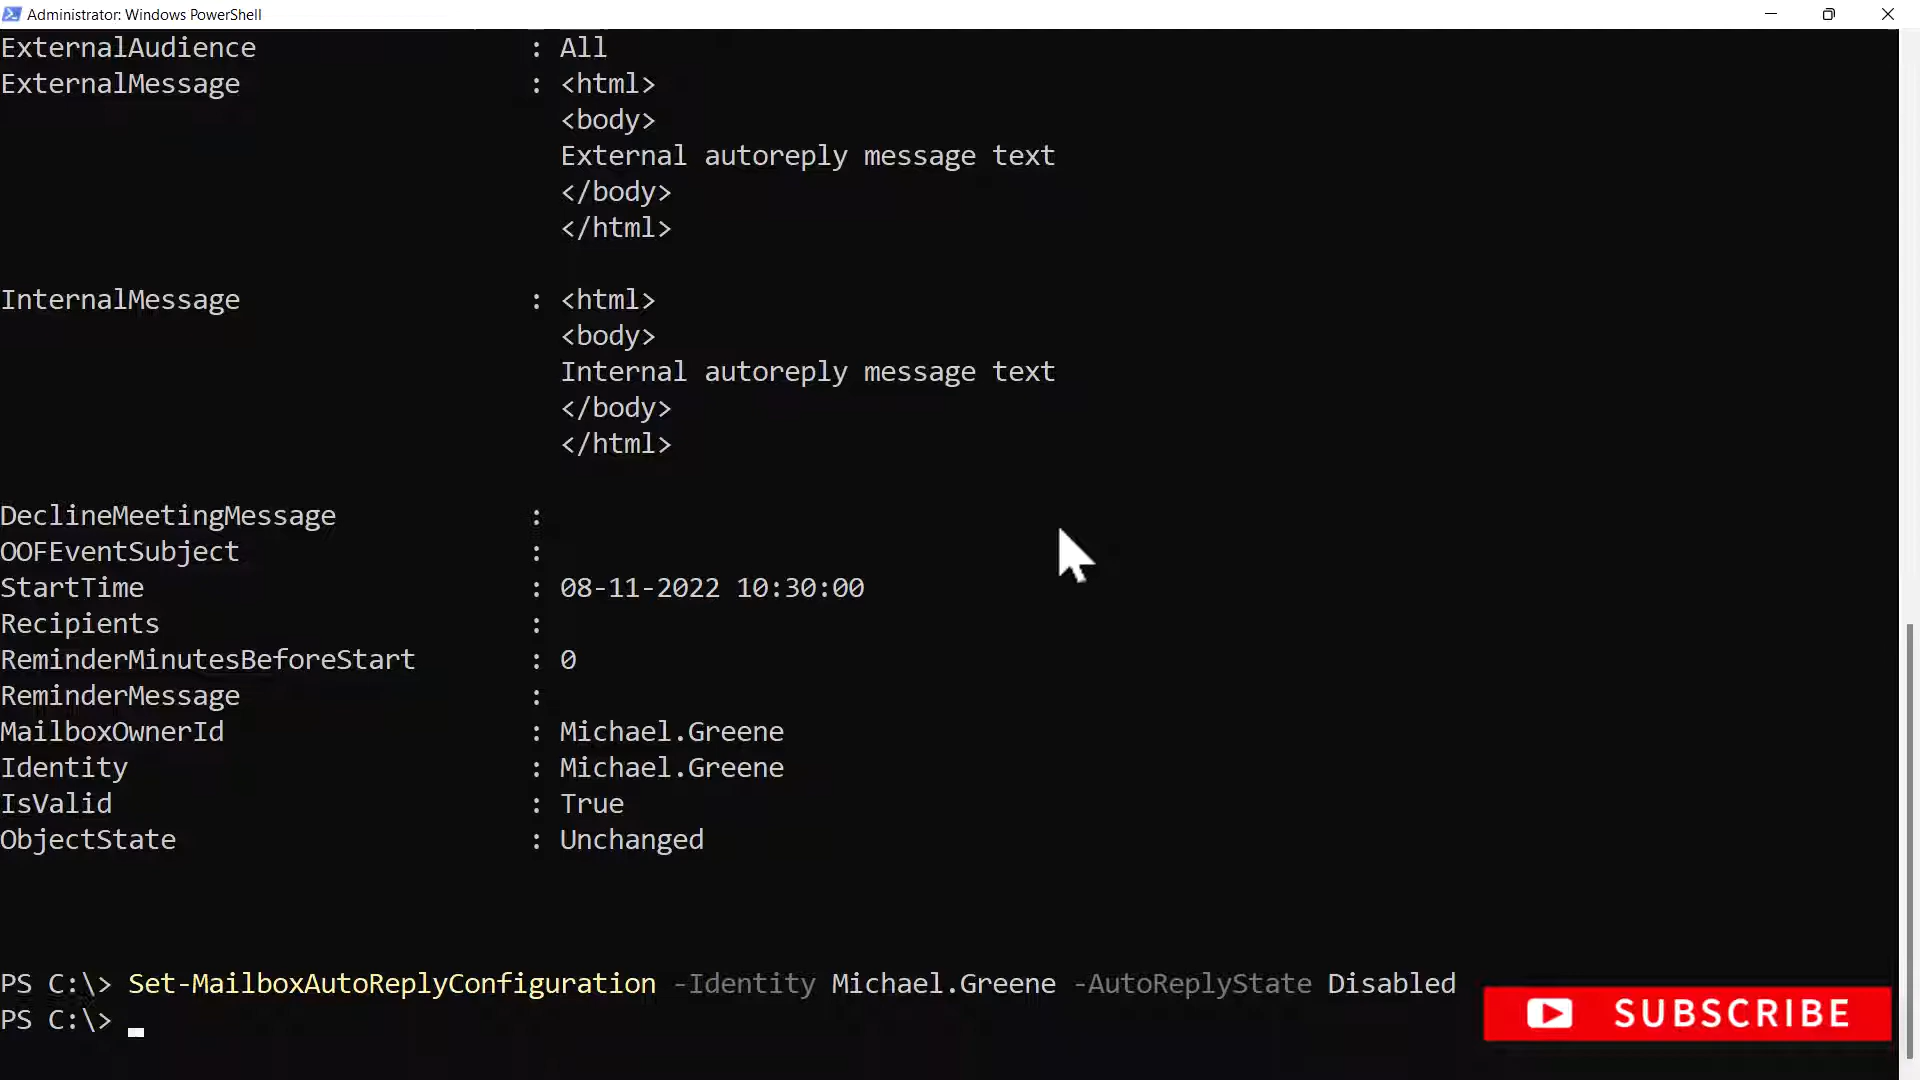 Administrator: Windows PowerShell
ExternalAudience : All
ExternalMessage : <html>
<body>
External autoreply message text
</body>
</html>
InternalMessage : <html>
<body>
Internal autoreply message text
</body>
</html>
DeclineMeetingMessage :
OOFEventSubject :
StartTime : 08-11-2022 10:30:00
Recipients :
ReminderMinutesBeforeStart : 0
ReminderMessage :
MailboxOwnerId : Michael.Greene
Identity : Michael.Greene
IsValid : True
ObjectState : Unchanged
PS C:\> Set-MailboxAutoReplyConfiguration -Identity Michael.Greene -AutoReplyState Disabled
PS C:\>
SUBSCRIBE